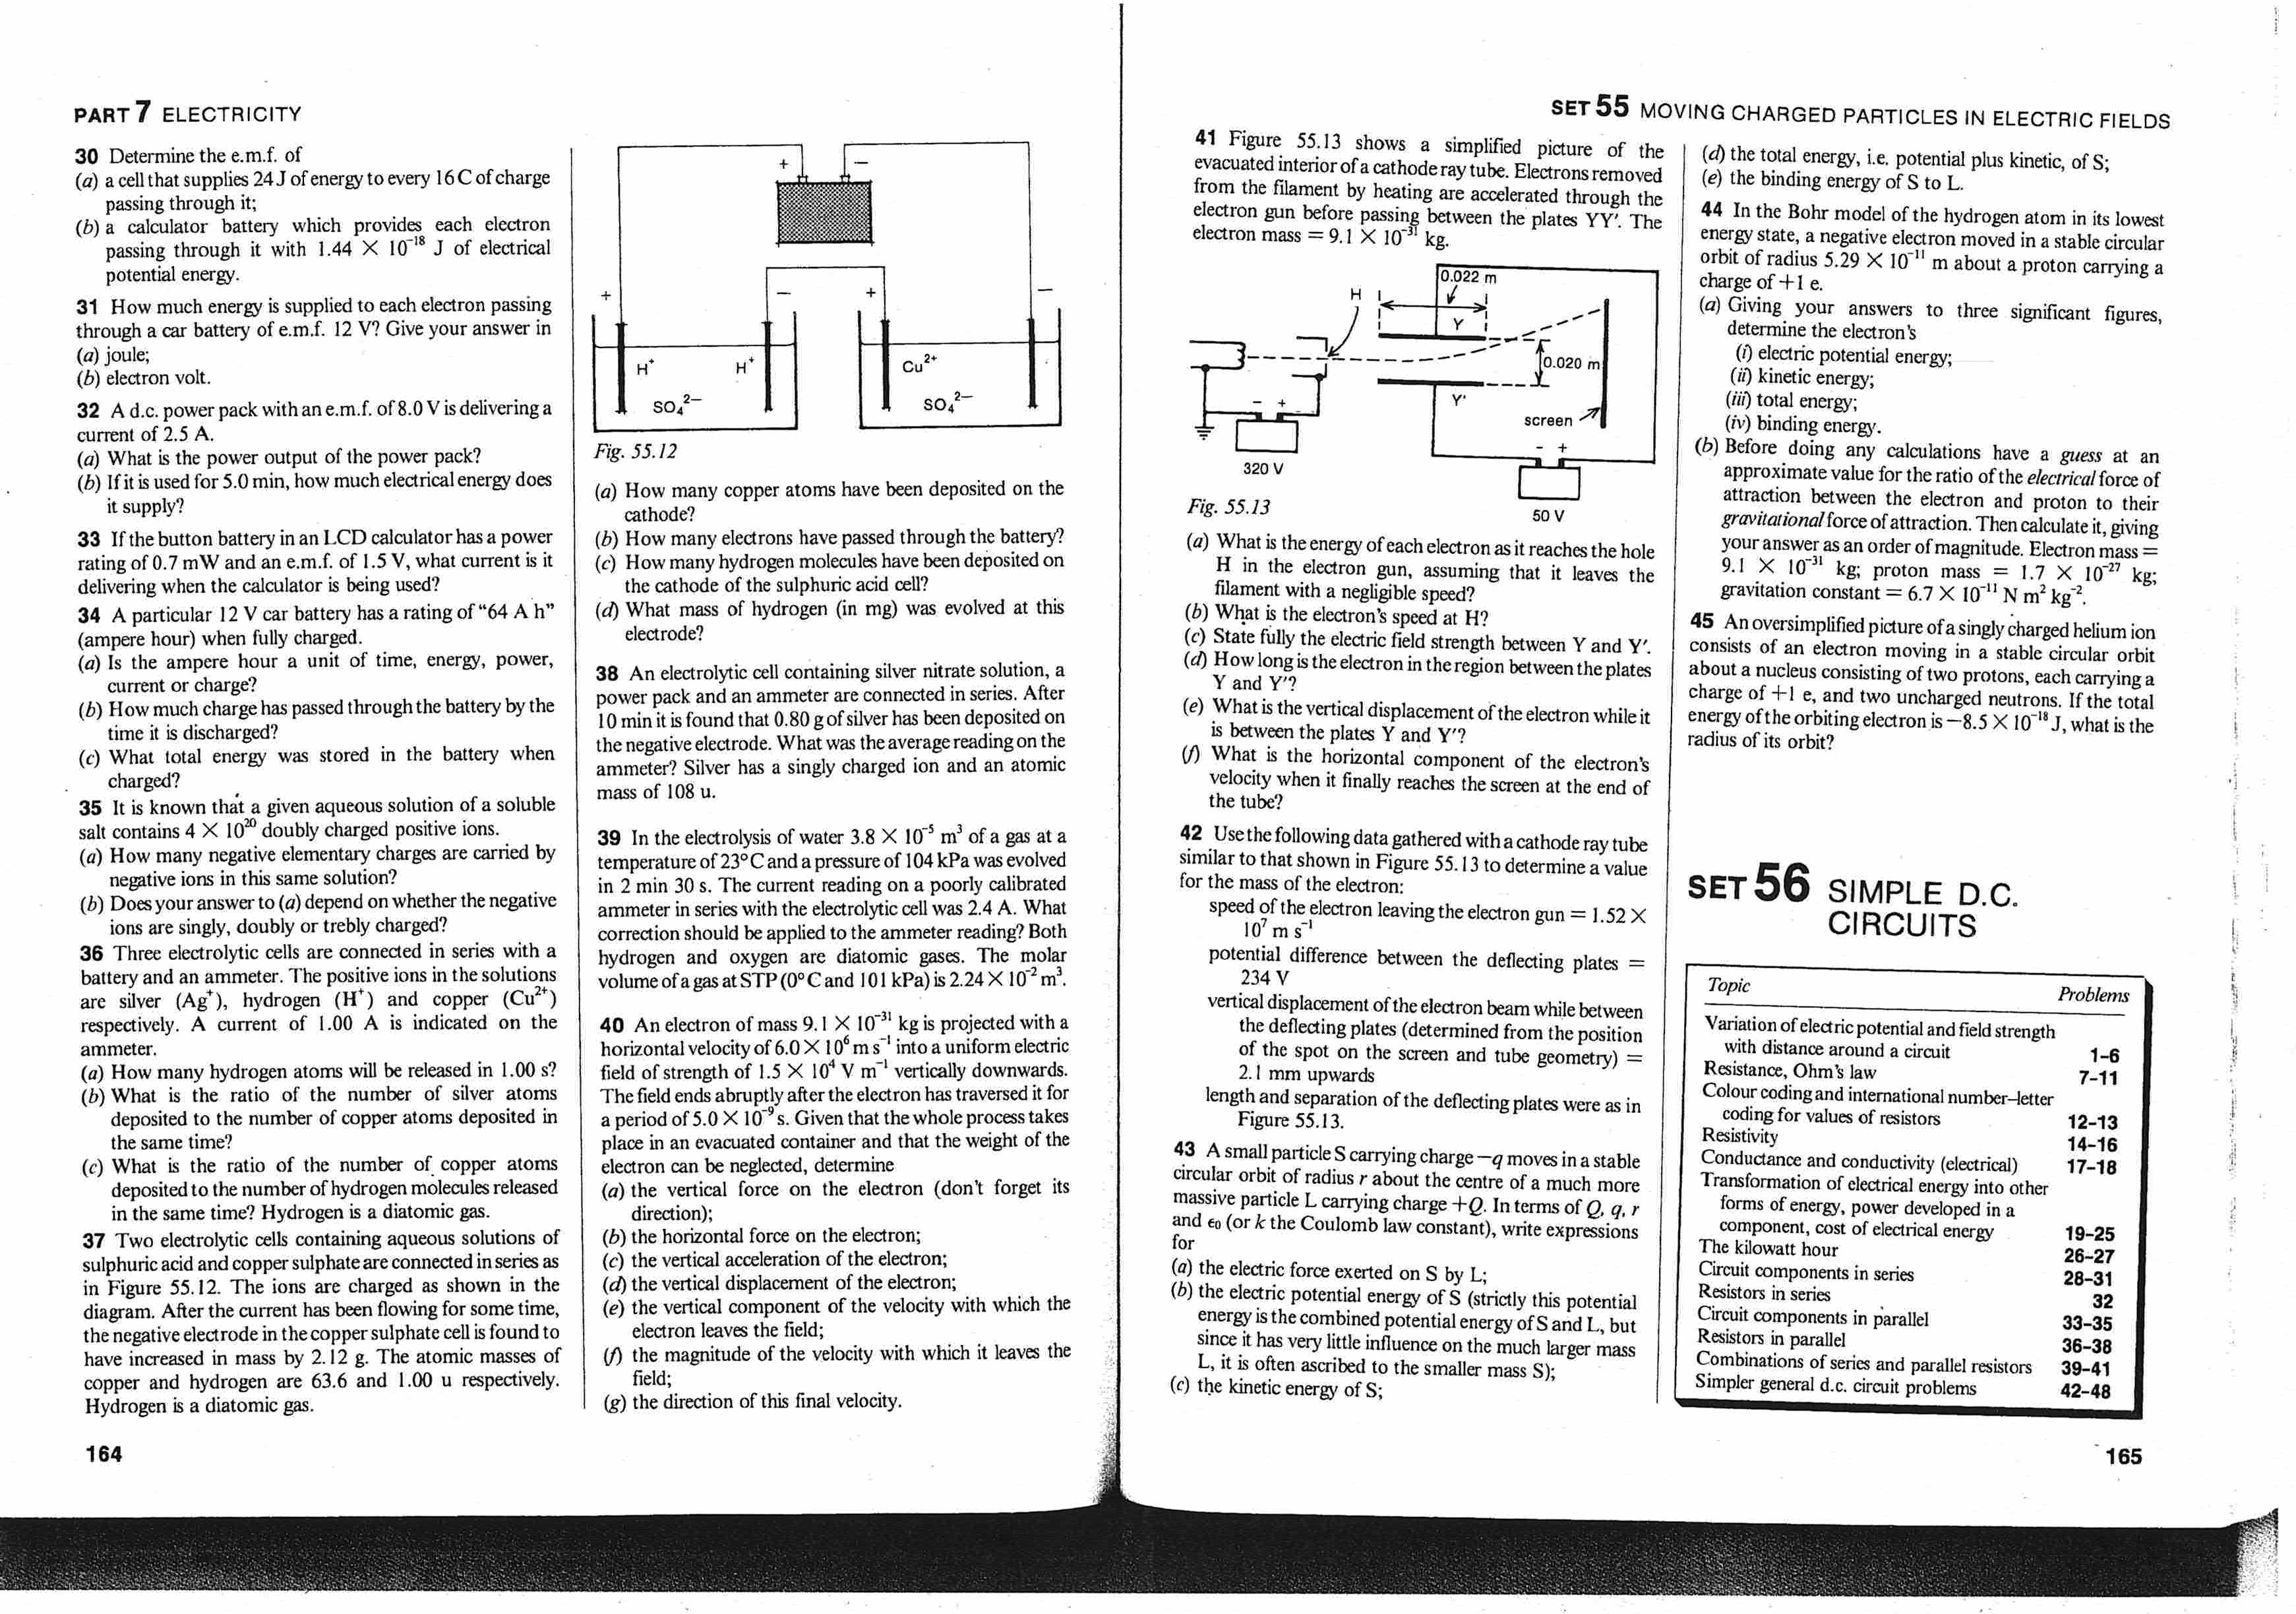 PART 7 ELECTRICITY
30 Determine the e.m.f. of
(a) a cell that supplies 24 J of energy to every 16 C of charge
passing through it;
(b) a calculator battery which provides each electron
passing through it with 1.44 × 10⁻¹⁸ J of electrical
potential energy.
31 How much energy is supplied to each electron passing
through a car battery of e.m.f. 12 V? Give your answer in
(a) joule;
(b) electron volt.
32 A d.c. power pack with an e.m.f. of 8.0 V is delivering a
current of 2.5 A.
(a) What is the power output of the power pack?
(b) If it is used for 5.0 min, how much electrical energy does
it supply?
33 If the button battery in an LCD calculator has a power
rating of 0.7 mW and an e.m.f. of 1.5 V, what current is it
delivering when the calculator is being used?
34 A particular 12 V car battery has a rating of “64 A h”
(ampere hour) when fully charged.
(a) Is the ampere hour a unit of time, energy, power,
current or charge?
(b) How much charge has passed through the battery by the
time it is discharged?
(c) What total energy was stored in the battery when
charged?
35 It is known that a given aqueous solution of a soluble
salt contains 4 × 10²⁰ doubly charged positive ions.
(a) How many negative elementary charges are carried by
negative ions in this same solution?
(b) Does your answer to (a) depend on whether the negative
ions are singly, doubly or trebly charged?
36 Three electrolytic cells are connected in series with a
battery and an ammeter. The positive ions in the solutions
are silver (Ag⁺), hydrogen (H⁺) and copper (Cu²⁺)
respectively. A current of 1.00 A is indicated on the
ammeter.
(a) How many hydrogen atoms will be released in 1.00 s?
(b) What is the ratio of the number of silver atoms
deposited to the number of copper atoms deposited in
the same time?
(c) What is the ratio of the number of copper atoms
deposited to the number of hydrogen molecules released
in the same time? Hydrogen is a diatomic gas.
37 Two electrolytic cells containing aqueous solutions of
sulphuric acid and copper sulphate are connected in series as
in Figure 55.12. The ions are charged as shown in the
diagram. After the current has been flowing for some time,
the negative electrode in the copper sulphate cell is found to
have increased in mass by 2.12 g. The atomic masses of
copper and hydrogen are 63.6 and 1.00 u respectively.
Hydrogen is a diatomic gas.
164
+ −
+ − + −
H⁺ H⁺ Cu²⁺
SO₄²⁻ SO₄²⁻
Fig. 55.12
(a) How many copper atoms have been deposited on the
cathode?
(b) How many electrons have passed through the battery?
(c) How many hydrogen molecules have been deposited on
the cathode of the sulphuric acid cell?
(d) What mass of hydrogen (in mg) was evolved at this
electrode?
38 An electrolytic cell containing silver nitrate solution, a
power pack and an ammeter are connected in series. After
10 min it is found that 0.80 g of silver has been deposited on
the negative electrode. What was the average reading on the
ammeter? Silver has a singly charged ion and an atomic
mass of 108 u.
39 In the electrolysis of water 3.8 × 10⁻⁵ m³ of a gas at a
temperature of 23°C and a pressure of 104 kPa was evolved
in 2 min 30 s. The current reading on a poorly calibrated
ammeter in series with the electrolytic cell was 2.4 A. What
correction should be applied to the ammeter reading? Both
hydrogen and oxygen are diatomic gases. The molar
volume of a gas at STP (0°C and 101 kPa) is 2.24 × 10⁻² m³.
40 An electron of mass 9.1 × 10⁻³¹ kg is projected with a
horizontal velocity of 6.0 × 10⁶ m s⁻¹ into a uniform electric
field of strength of 1.5 × 10⁴ V m⁻¹ vertically downwards.
The field ends abruptly after the electron has traversed it for
a period of 5.0 × 10⁻⁹ s. Given that the whole process takes
place in an evacuated container and that the weight of the
electron can be neglected, determine
(a) the vertical force on the electron (don't forget its
direction);
(b) the horizontal force on the electron;
(c) the vertical acceleration of the electron;
(d) the vertical displacement of the electron;
(e) the vertical component of the velocity with which the
electron leaves the field;
(f) the magnitude of the velocity with which it leaves the
field;
(g) the direction of this final velocity.
SET 55 MOVING CHARGED PARTICLES IN ELECTRIC FIELDS
41 Figure 55.13 shows a simplified picture of the
evacuated interior of a cathode ray tube. Electrons removed
from the filament by heating are accelerated through the
electron gun before passing between the plates YY′. The
electron mass = 9.1 × 10⁻³¹ kg.
0.022 m
H
Y
0.020 m
Y'
screen
− +
320 V
− +
50 V
Fig. 55.13
(a) What is the energy of each electron as it reaches the hole
H in the electron gun, assuming that it leaves the
filament with a negligible speed?
(b) What is the electron's speed at H?
(c) State fully the electric field strength between Y and Y′.
(d) How long is the electron in the region between the plates
Y and Y′?
(e) What is the vertical displacement of the electron while it
is between the plates Y and Y′?
(f) What is the horizontal component of the electron's
velocity when it finally reaches the screen at the end of
the tube?
42 Use the following data gathered with a cathode ray tube
similar to that shown in Figure 55.13 to determine a value
for the mass of the electron:
speed of the electron leaving the electron gun = 1.52 ×
10⁷ m s⁻¹
potential difference between the deflecting plates =
234 V
vertical displacement of the electron beam while between
the deflecting plates (determined from the position
of the spot on the screen and tube geometry) =
2.1 mm upwards
length and separation of the deflecting plates were as in
Figure 55.13.
43 A small particle S carrying charge −q moves in a stable
circular orbit of radius r about the centre of a much more
massive particle L carrying charge +Q. In terms of Q, q, r
and ε₀ (or k the Coulomb law constant), write expressions
for
(a) the electric force exerted on S by L;
(b) the electric potential energy of S (strictly this potential
energy is the combined potential energy of S and L, but
since it has very little influence on the much larger mass
L, it is often ascribed to the smaller mass S);
(c) the kinetic energy of S;
(d) the total energy, i.e. potential plus kinetic, of S;
(e) the binding energy of S to L.
44 In the Bohr model of the hydrogen atom in its lowest
energy state, a negative electron moved in a stable circular
orbit of radius 5.29 × 10⁻¹¹ m about a proton carrying a
charge of +1 e.
(a) Giving your answers to three significant figures,
determine the electron's
(i) electric potential energy;
(ii) kinetic energy;
(iii) total energy;
(iv) binding energy.
(b) Before doing any calculations have a guess at an
approximate value for the ratio of the electrical force of
attraction between the electron and proton to their
gravitational force of attraction. Then calculate it, giving
your answer as an order of magnitude. Electron mass =
9.1 × 10⁻³¹ kg; proton mass = 1.7 × 10⁻²⁷ kg;
gravitation constant = 6.7 × 10⁻¹¹ N m² kg⁻².
45 An oversimplified picture of a singly charged helium ion
consists of an electron moving in a stable circular orbit
about a nucleus consisting of two protons, each carrying a
charge of +1 e, and two uncharged neutrons. If the total
energy of the orbiting electron is −8.5 × 10⁻¹⁸ J, what is the
radius of its orbit?
SET 56 SIMPLE D.C.
CIRCUITS
Topic Problems
Variation of electric potential and field strength
with distance around a circuit 1–6
Resistance, Ohm's law 7–11
Colour coding and international number–letter
coding for values of resistors 12–13
Resistivity 14–16
Conductance and conductivity (electrical) 17–18
Transformation of electrical energy into other
forms of energy, power developed in a
component, cost of electrical energy 19–25
The kilowatt hour 26–27
Circuit components in series 28–31
Resistors in series 32
Circuit components in parallel 33–35
Resistors in parallel 36–38
Combinations of series and parallel resistors 39–41
Simpler general d.c. circuit problems 42–48
165